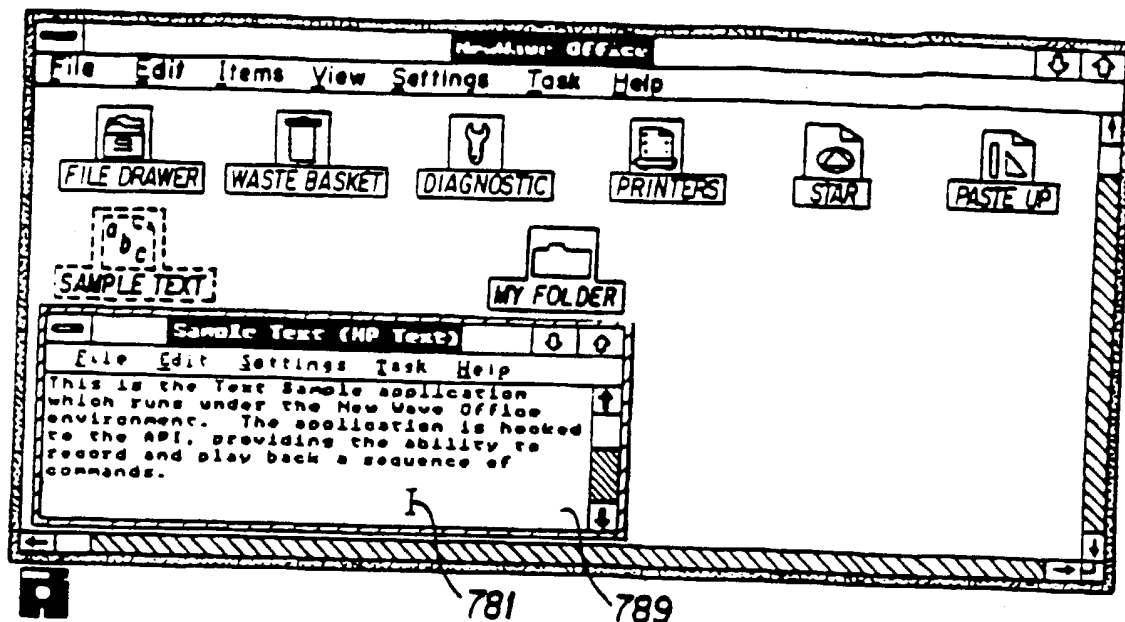 NewWave Office
File Edit Items View Settings Task Help
FILE DRAWER WASTE BASKET DIAGNOSTIC PRINTERS STAR PASTE UP
a b c
SAMPLE TEXT MY FOLDER
Sample Text (HP Text)
File Edit Settings Task Help
This is the Text Sample application
which runs under the New Wave Office
environment. The application is hooked
to the API, providing the ability to
record and play back a sequence of
commands.
781 789